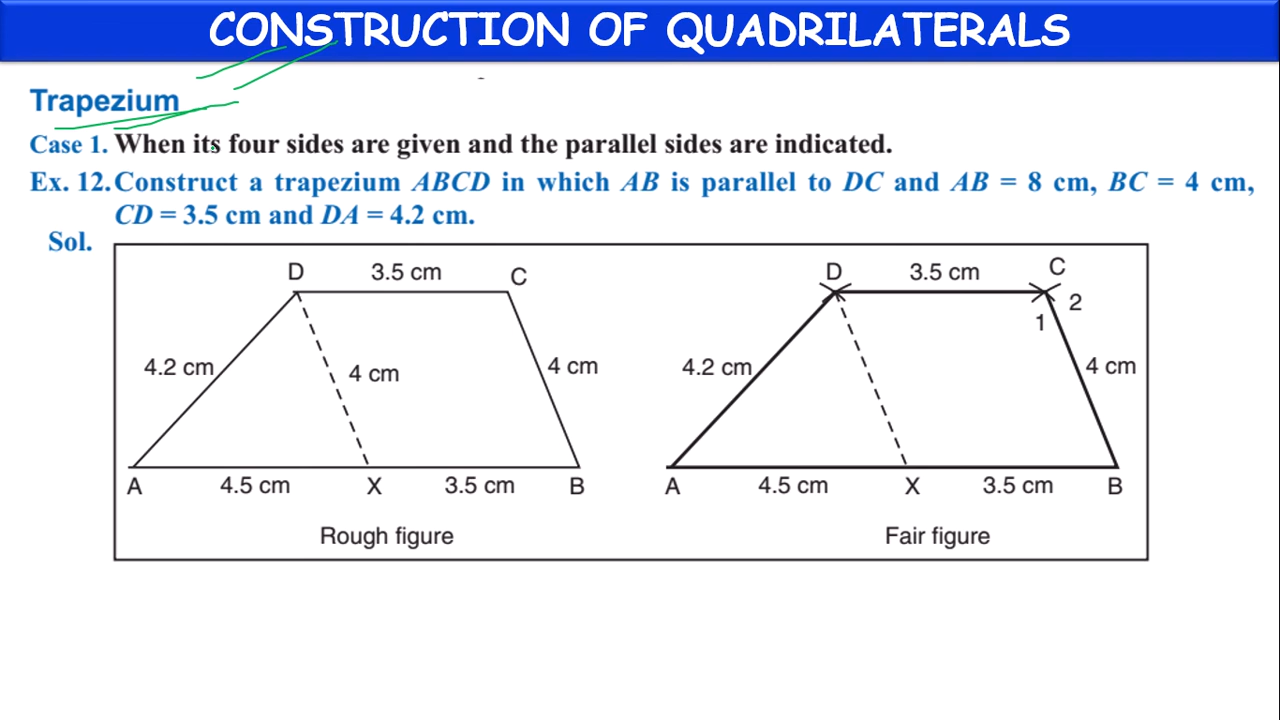 CONSTRUCTION OF QUADRILATERALS
Trapezium
Case 1. When its four sides are given and the parallel sides are indicated.
Ex. 12. Construct a trapezium ABCD in which AB is parallel to DC and AB = 8 cm, BC = 4 cm,
CD = 3.5 cm and DA = 4.2 cm.
Sol.
D 3.5 cm C
4.2 cm 4 cm 4 cm
A 4.5 cm X 3.5 cm B
Rough figure
D 3.5 cm C
1 2
4.2 cm 4 cm
A 4.5 cm X 3.5 cm B
Fair figure